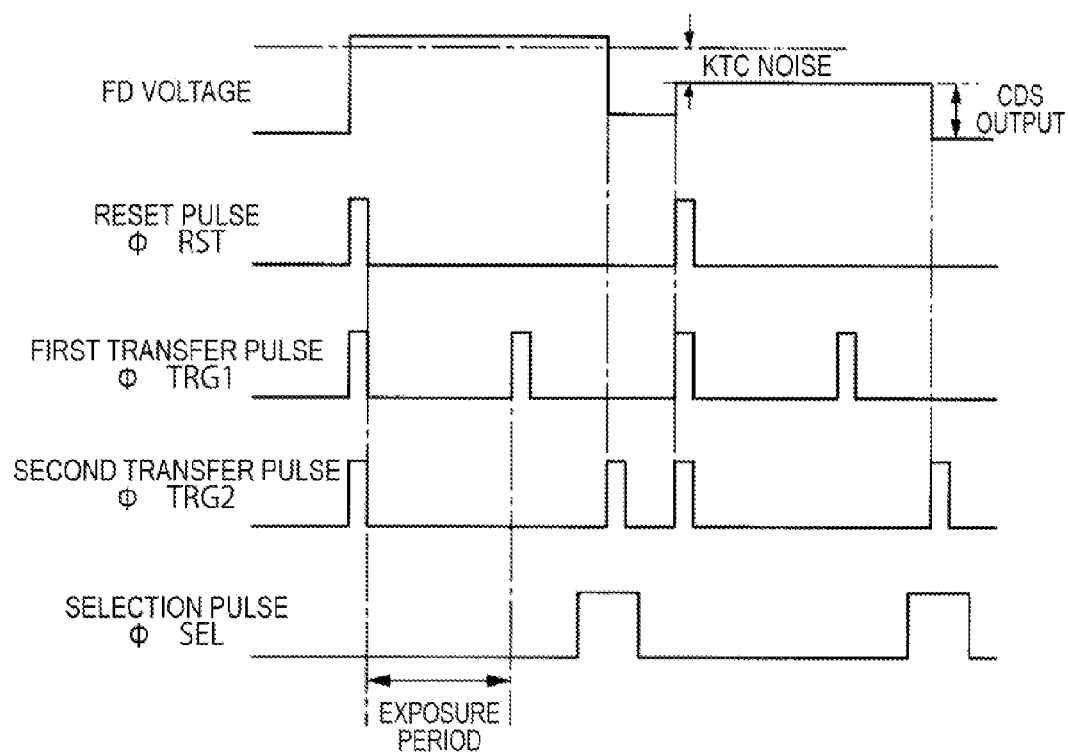 FD VOLTAGE
KTC NOISE
CDS
OUTPUT
RESET PULSE
Φ RST
FIRST TRANSFER PULSE
Φ TRG1
SECOND TRANSFER PULSE
Φ TRG2
SELECTION PULSE
Φ SEL
EXPOSURE
PERIOD